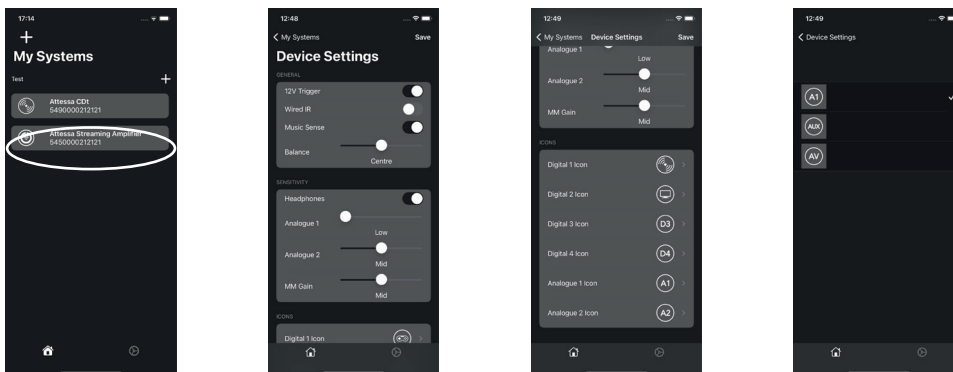 17:14
My Systems
Test
Attessa CDt
5490000212121
Attessa Streaming Amplifier
5450000212121
12:48
My Systems
Save
Device Settings
GENERAL
12V Trigger
Wired IR
Music Sense
Balance
Centre
SENSITIVITY
Headphones
Analogue 1
Low
Analogue 2
Mid
MM Gain
Mid
ICONS
Digital 1 Icon
12:49
My Systems Device Settings Save
Analogue 1
Low
Analogue 2
Mid
MM Gain
Mid
ICONS
Digital 1 Icon
Digital 2 Icon
Digital 3 Icon D3
Digital 4 Icon D4
Analogue 1 Icon A1
Analogue 2 Icon A2
12:49
Device Settings
A1
AUX
AV